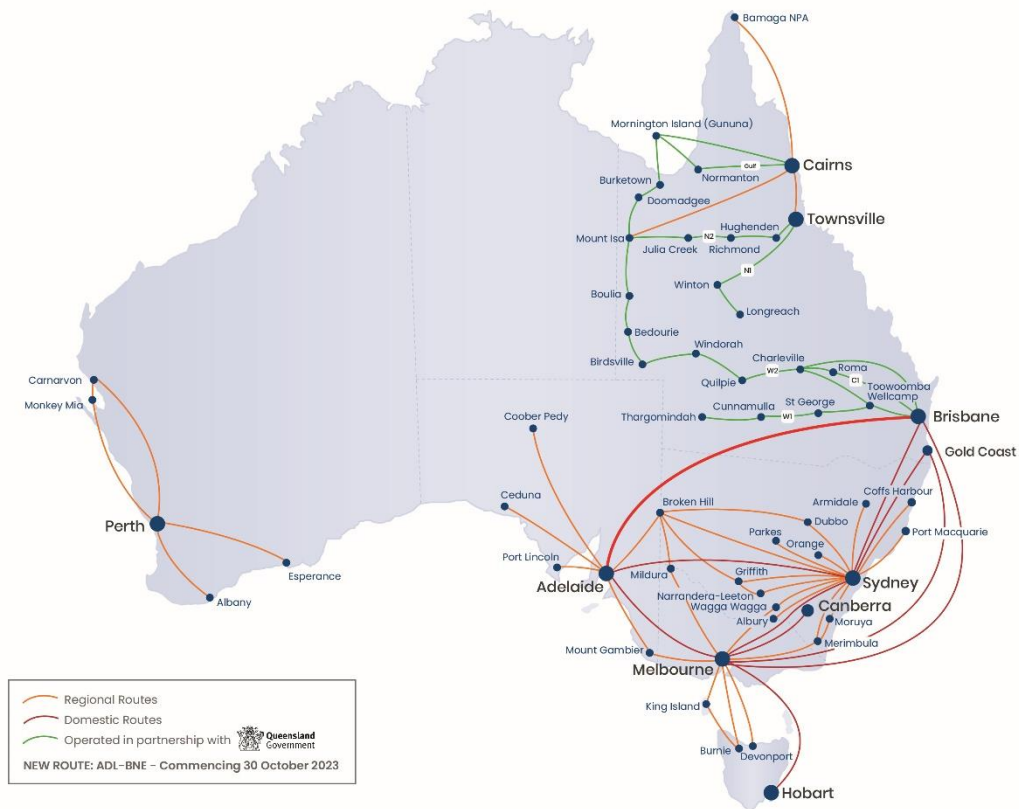 Bamaga NPA
Mornington Island (Gununa)
Gulf
Cairns
Normanton
Burketown
Doomadgee
Townsville
Hughenden
Mount Isa
N2
Julia Creek
Richmond
N1
Winton
Boulia
Longreach
Bedourie
Windorah
Birdsville
Charleville
Roma
W2
C1
Quilpie
Toowoomba
Wellcamp
Carnarvon
Monkey Mia
St George
Cunnamulla
Thargomindah
W1
Brisbane
Coober Pedy
Gold Coast
Ceduna
Broken Hill
Armidale
Coffs Harbour
Perth
Dubbo
Parkes
Port Macquarie
Orange
Port Lincoln
Esperance
Mildura
Griffith
Adelaide
Sydney
Narrandera-Leeton
Albany
Wagga Wagga
Canberra
Albury
Moruya
Mount Gambier
Merimbula
Melbourne
King Island
Burnie
Devonport
Hobart
Regional Routes
Domestic Routes
Operated in partnership with Queensland
Government
NEW ROUTE: ADL-BNE - Commencing 30 October 2023